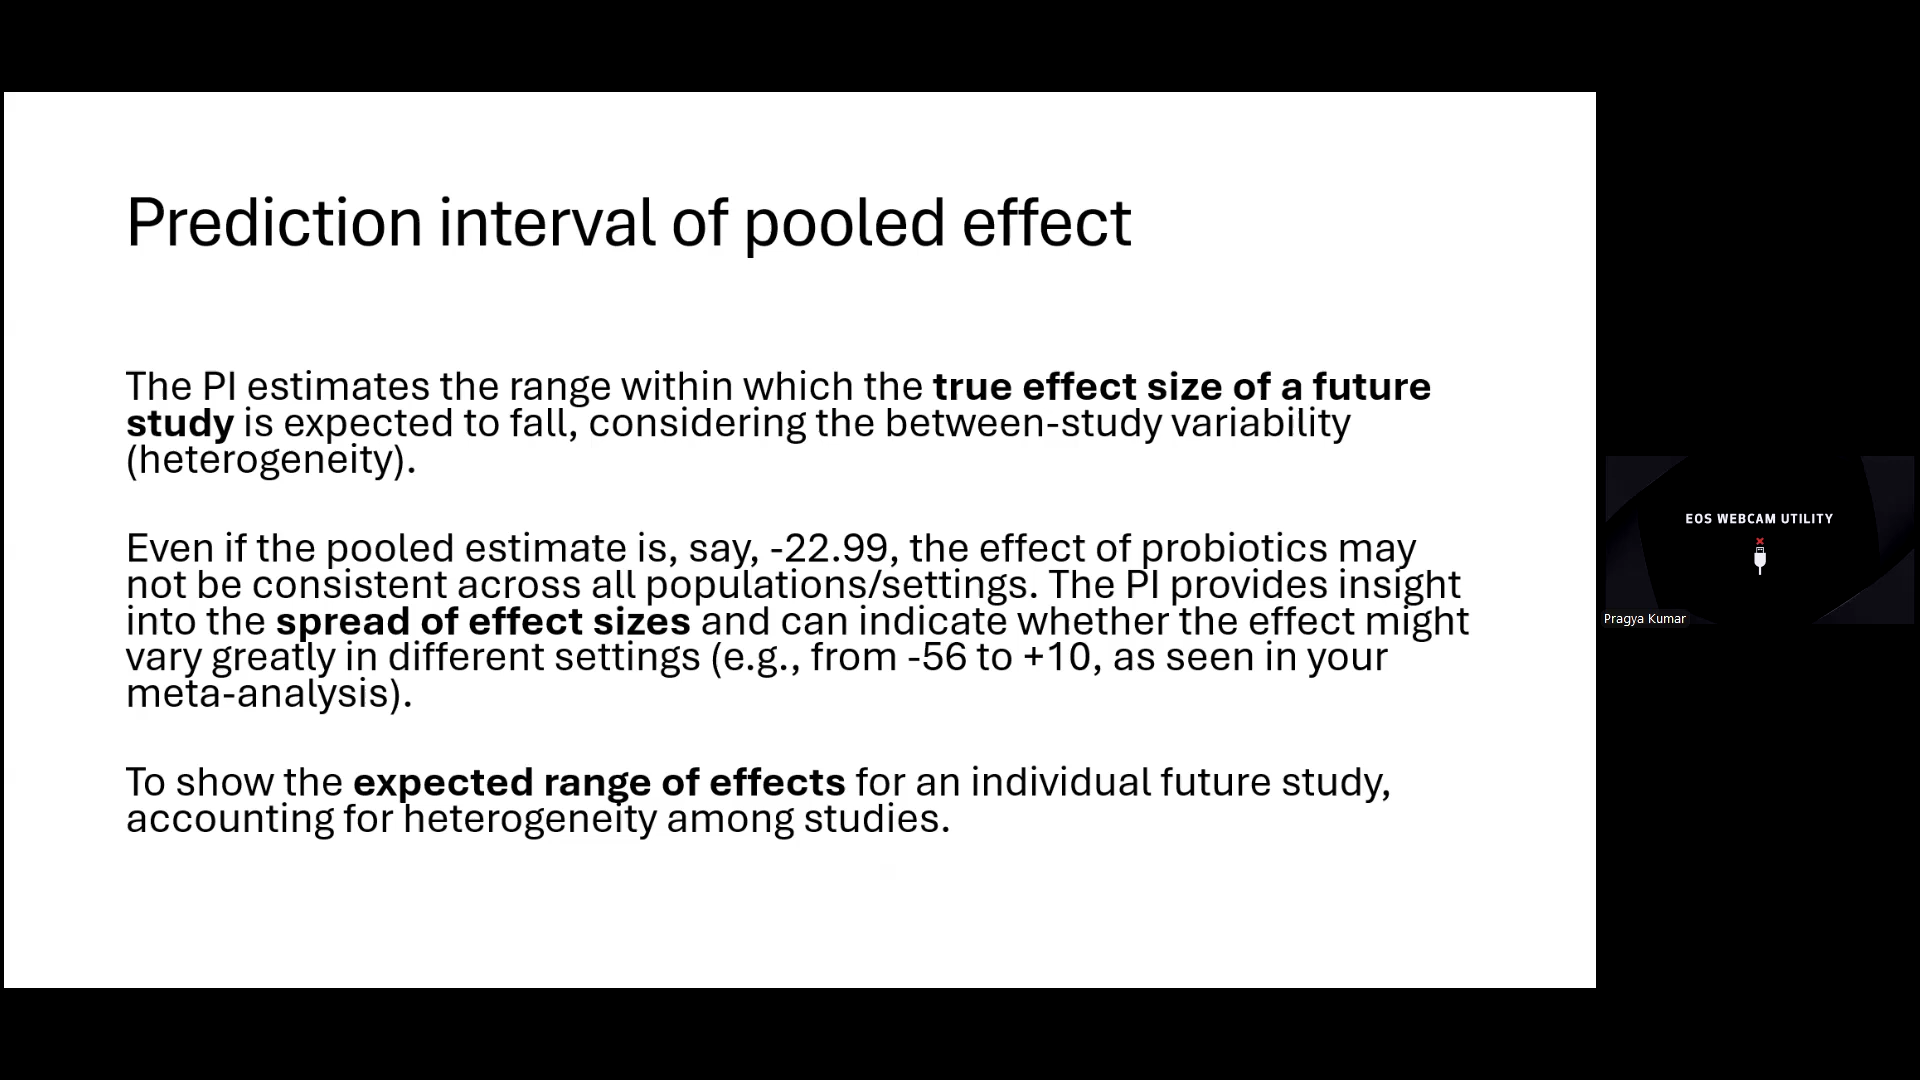 Prediction interval of pooled effect
The PI estimates the range within which the true effect size of a future
study is expected to fall, considering the between-study variability
(heterogeneity).
Even if the pooled estimate is, say, -22.99, the effect of probiotics may
not be consistent across all populations/settings. The PI provides insight
into the spread of effect sizes and can indicate whether the effect might
vary greatly in different settings (e.g., from -56 to +10, as seen in your
meta-analysis).
To show the expected range of effects for an individual future study,
accounting for heterogeneity among studies.
EOS WEBCAM UTILITY
Pragya Kumar